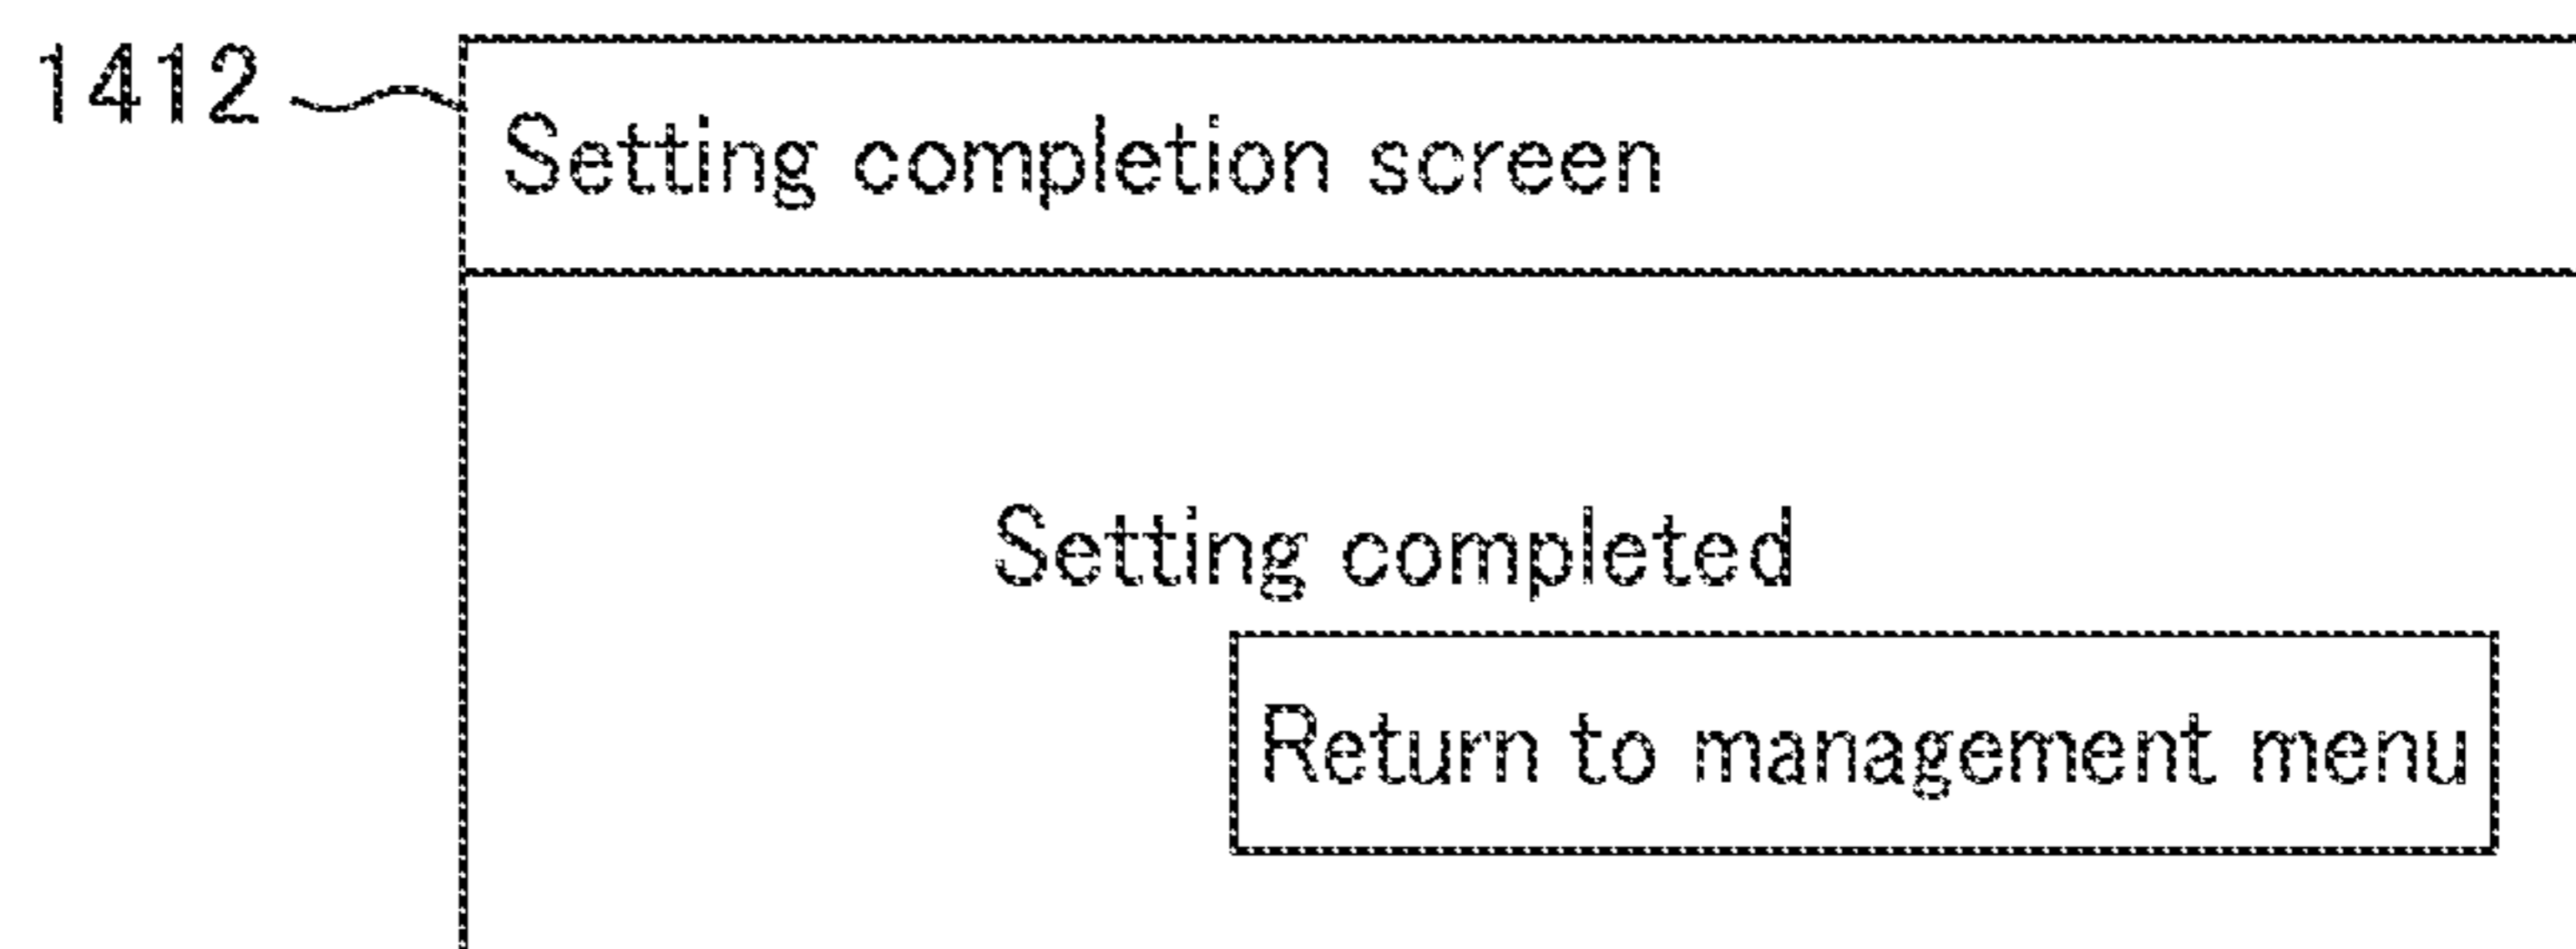 1412
Setting completion screen
Setting completed
Return to management menu